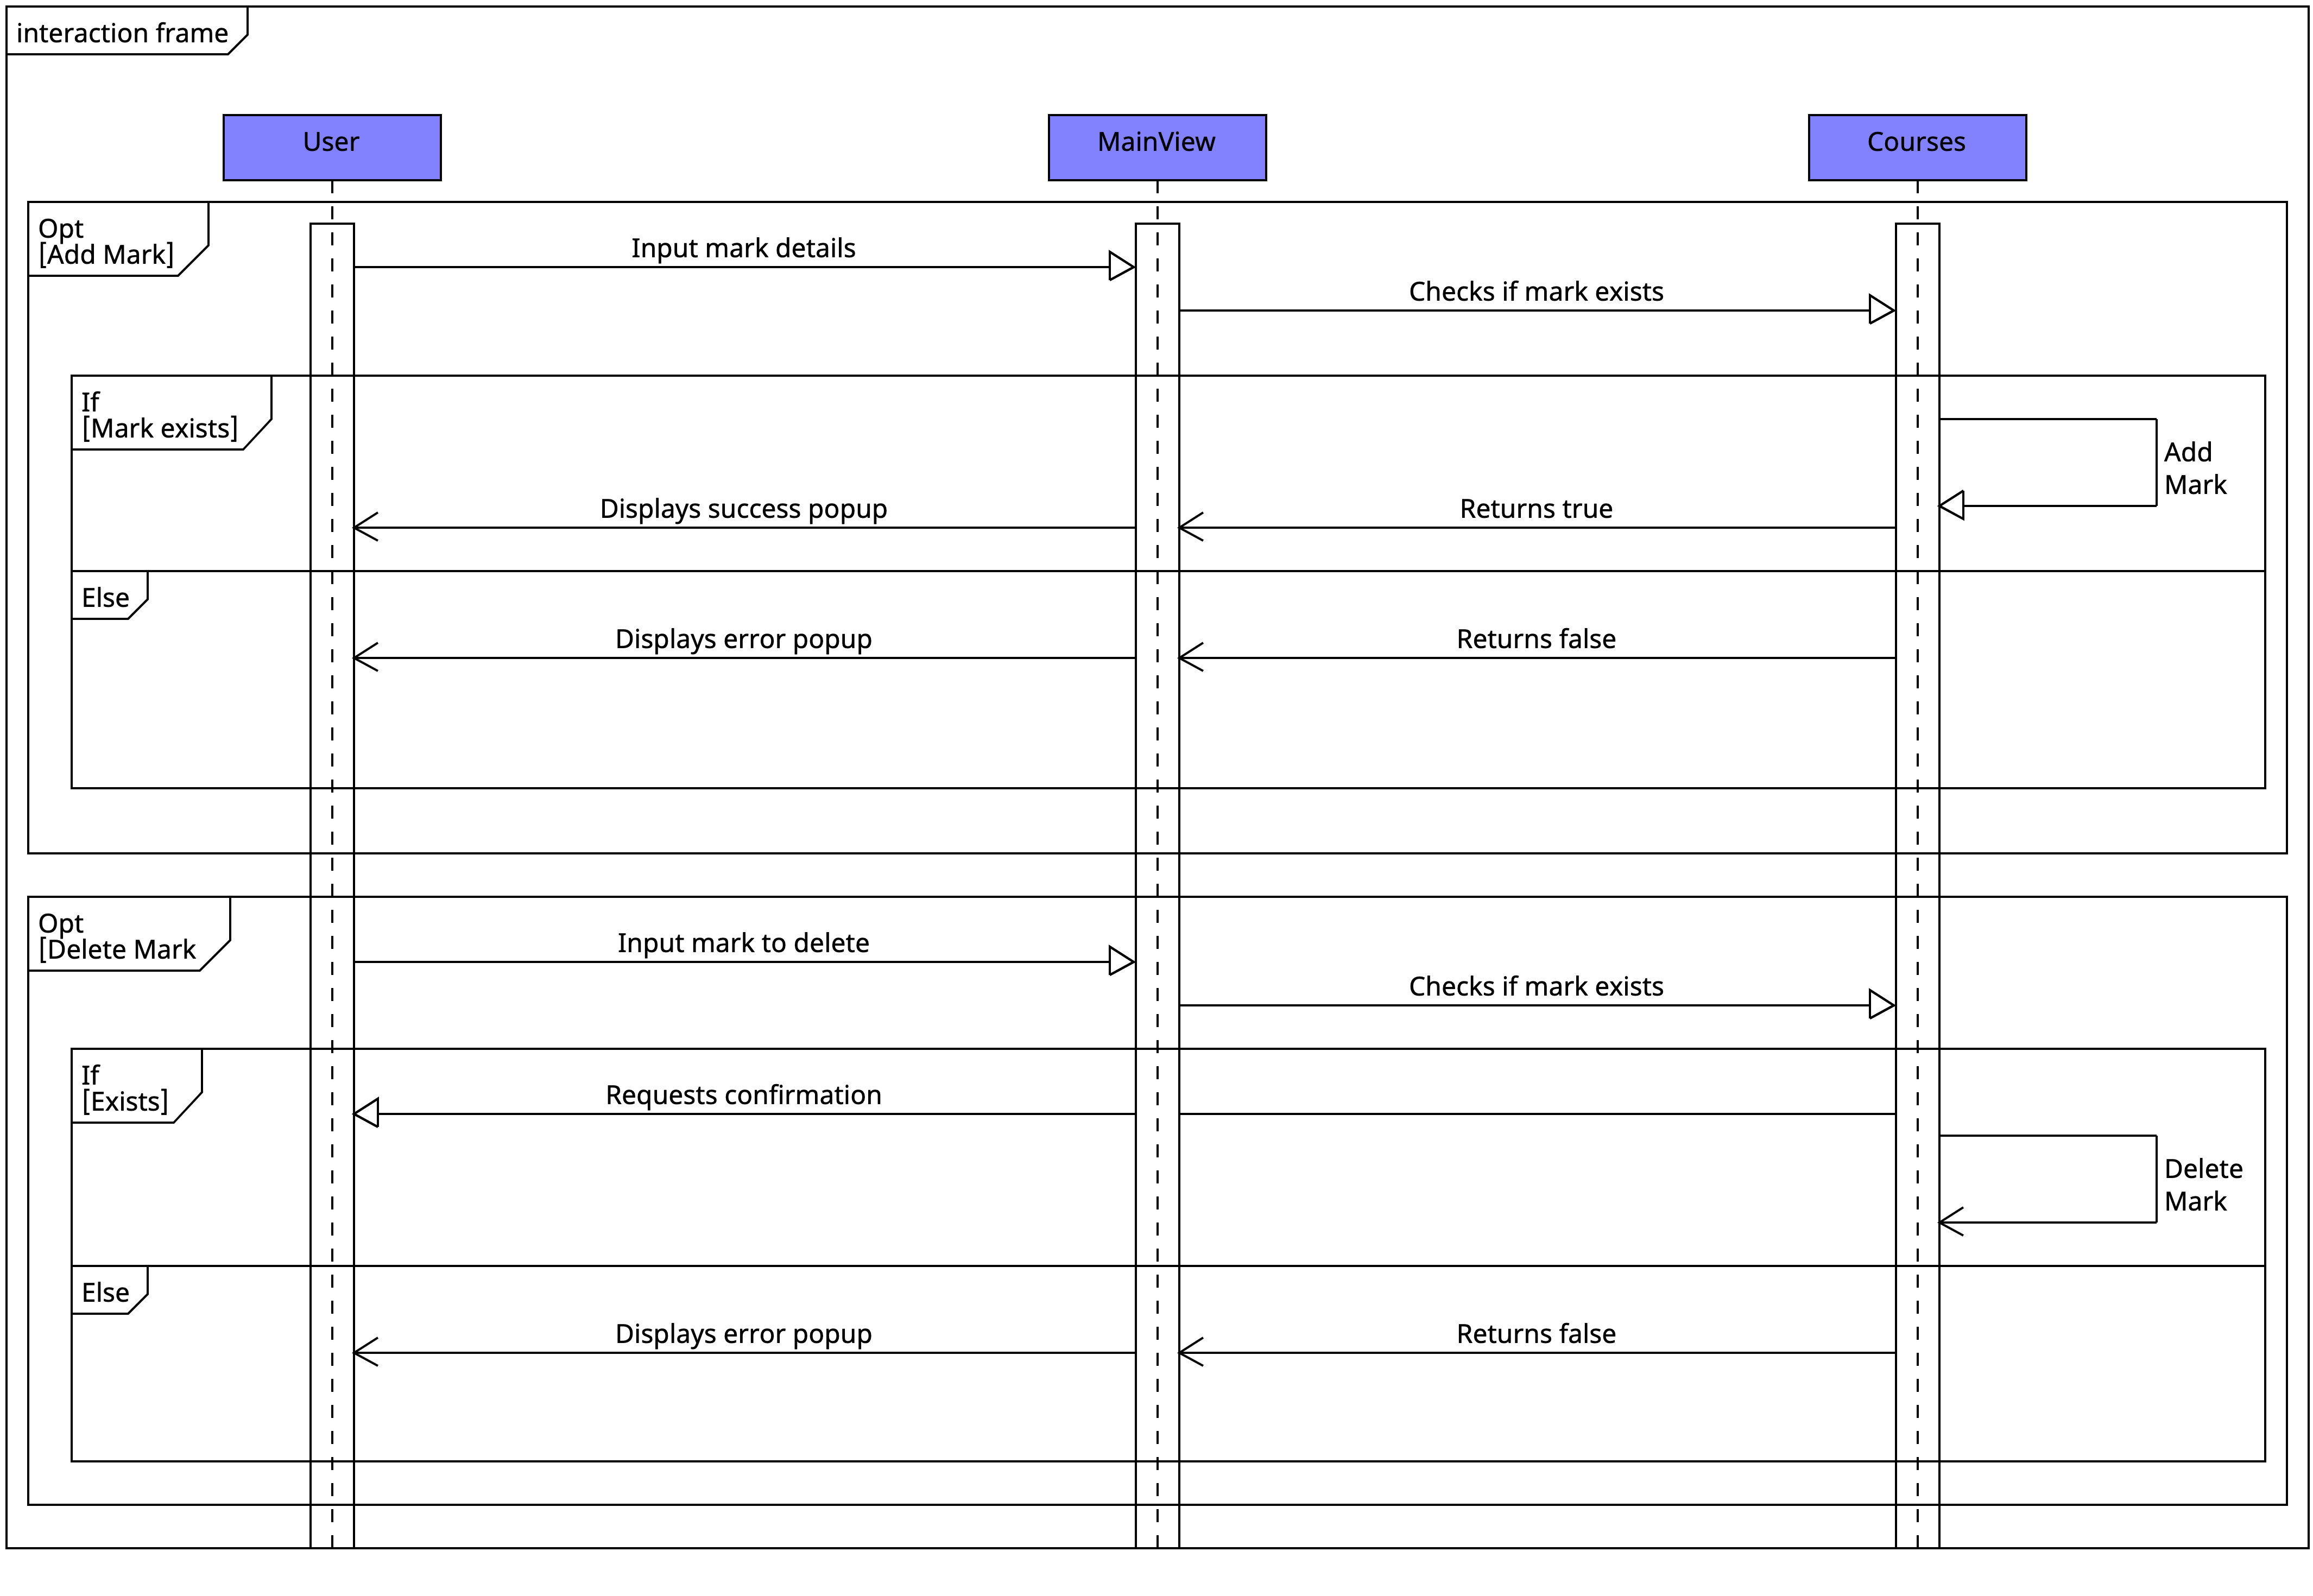 interaction frame
User
MainView
Courses
Opt
[Add Mark]
Input mark details
Checks if mark exists
If
[Mark exists]
Add
Mark
Displays success popup
Returns true
Else
Displays error popup
Returns false
Opt
[Delete Mark
Input mark to delete
Checks if mark exists
If
[Exists]
Requests confirmation
Delete
Mark
Else
Displays error popup
Returns false